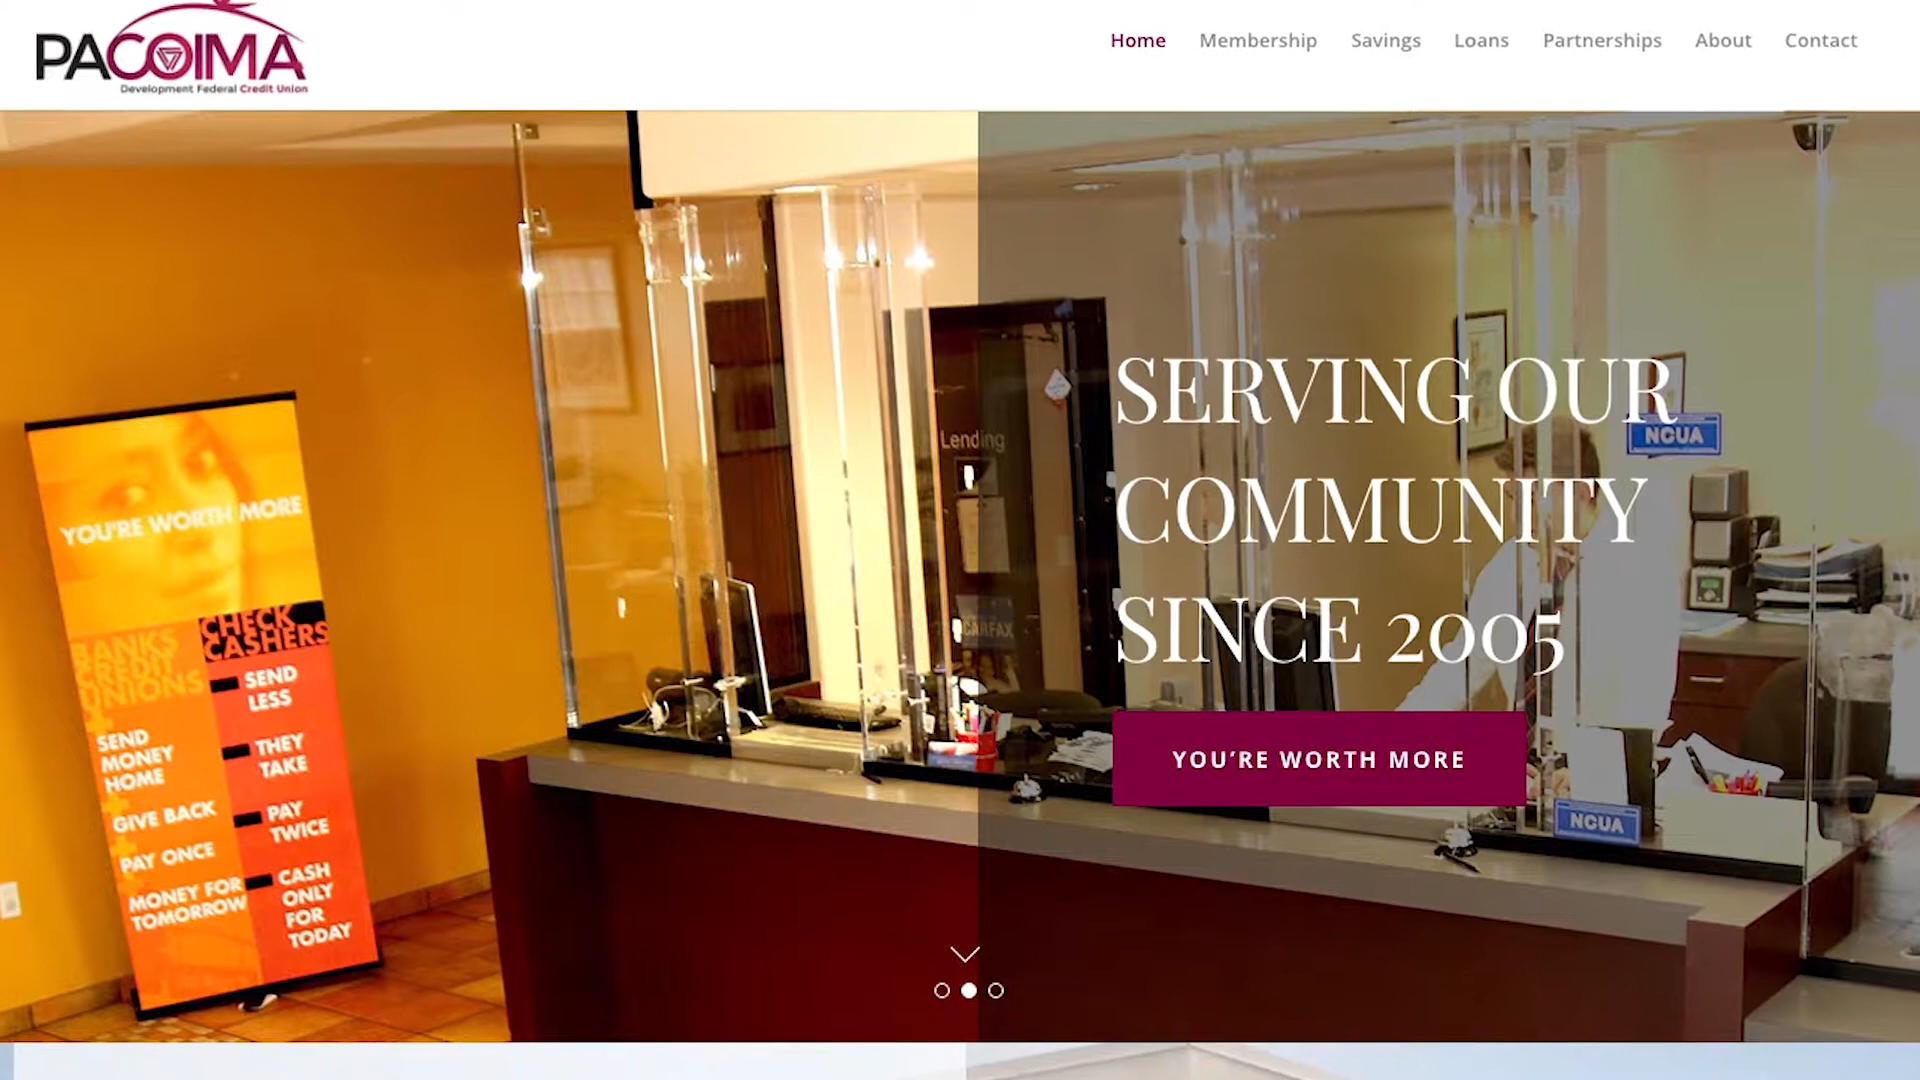 PACOIMA
Development Federal Credit Union
Home
Membership
Savings
Loans
Partnerships
About
Contact
SERVING OUR
COMMUNITY
SINCE 2005
YOU’RE WORTH MORE
YOU'RE WORTH MORE
BANKS
CREDIT
UNIONS
SEND
MONEY
HOME
GIVE BACK
PAY ONCE
MONEY FOR
TOMORROW
CHECK
CASHERS
SEND
LESS
THEY
TAKE
PAY
TWICE
CASH
ONLY
FOR
TODAY
Lending
CARFAX
NCUA
NCUA